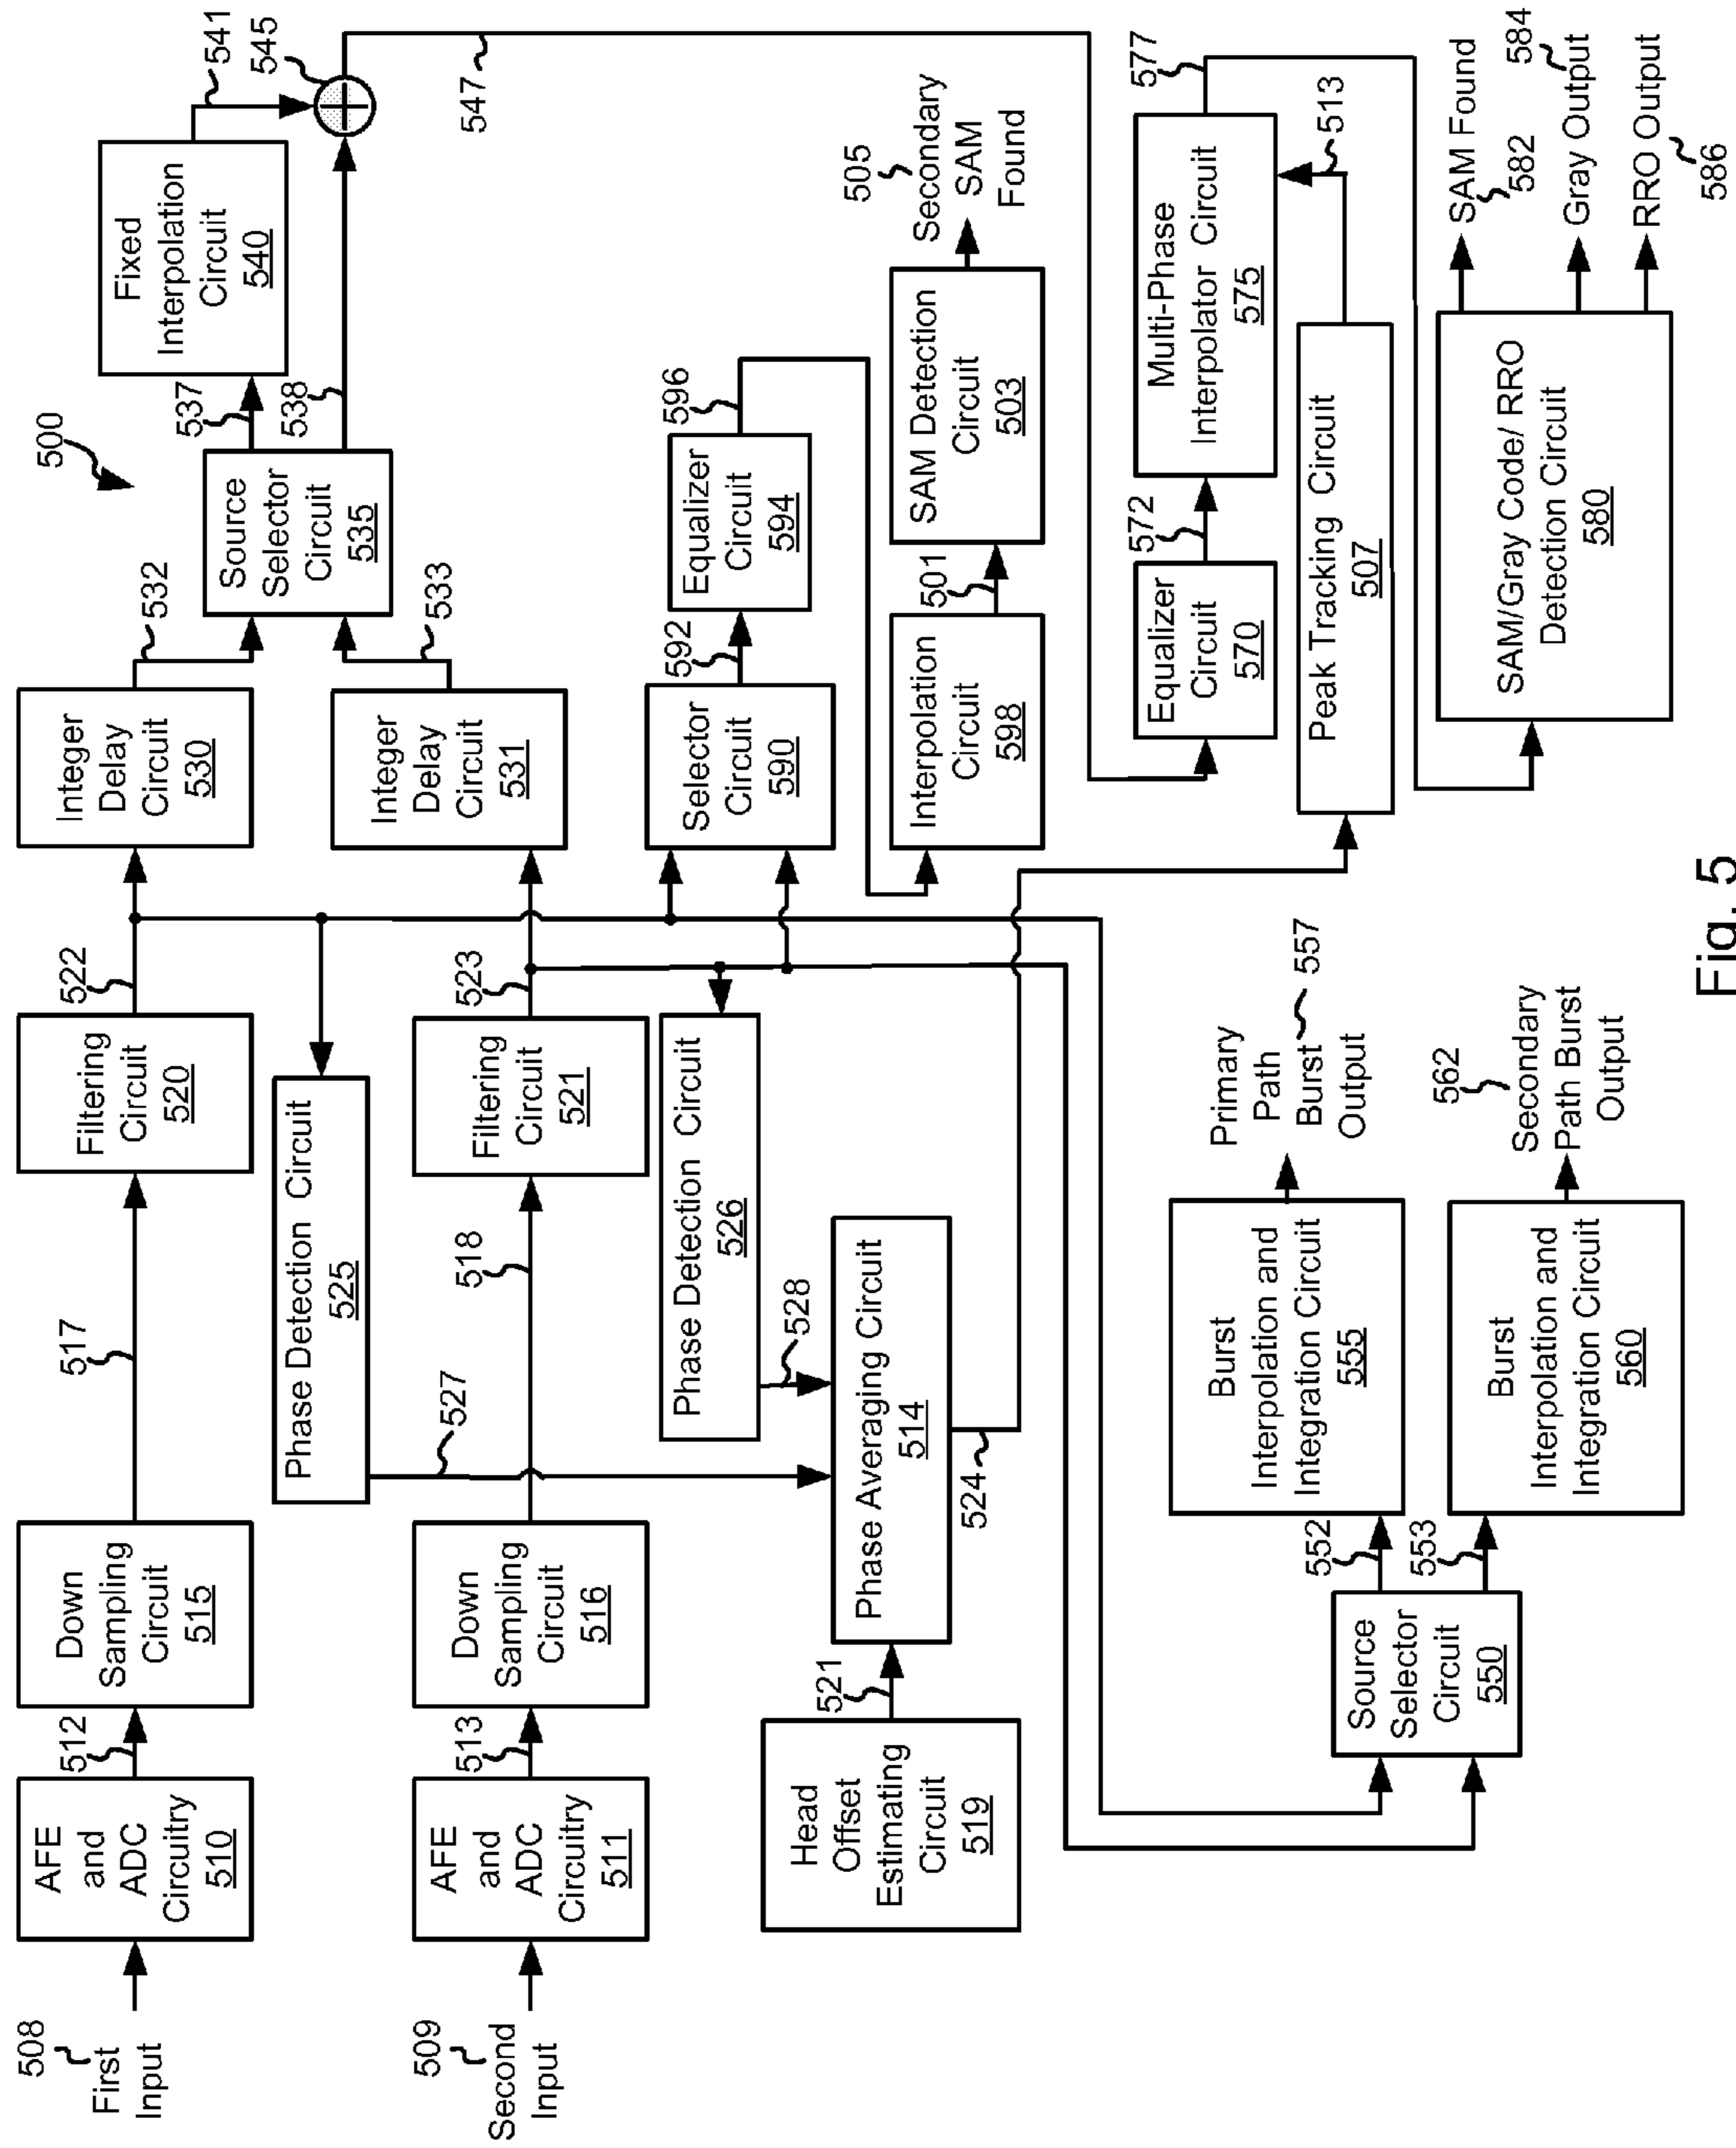 500
508
First
Input
AFE
and
ADC
Circuitry
510
512
Down
Sampling
Circuit
515
517
Filtering
Circuit
520
522
Integer
Delay
Circuit
530
532
Source
Selector
Circuit
535
537
538
Fixed
Interpolation
Circuit
540
541
545
547
Phase Detection Circuit
525
527
509
Second
Input
AFE
and
ADC
Circuitry
511
513
Down
Sampling
Circuit
516
518
Filtering
Circuit
521
523
Integer
Delay
Circuit
531
533
Phase Detection Circuit
526
528
Selector
Circuit
590
592
Equalizer
Circuit
594
596
Head
Offset
Estimating
Circuit
519
521
Phase Averaging Circuit
514
524
Interpolation
Circuit
598
501
SAM Detection
Circuit
503
505
Secondary
SAM
Found
Equalizer
Circuit
570
572
Multi-Phase
Interpolator Circuit
575
577
Peak Tracking Circuit
507
513
Source
Selector
Circuit
550
552
553
Burst
Interpolation and
Integration Circuit
555
Primary
Path
Burst
Output
557
Burst
Interpolation and
Integration Circuit
560
562
Secondary
Path Burst
Output
SAM/Gray Code/ RRO
Detection Circuit
580
SAM Found
582
Gray Output
584
RRO Output
586
Fig. 5